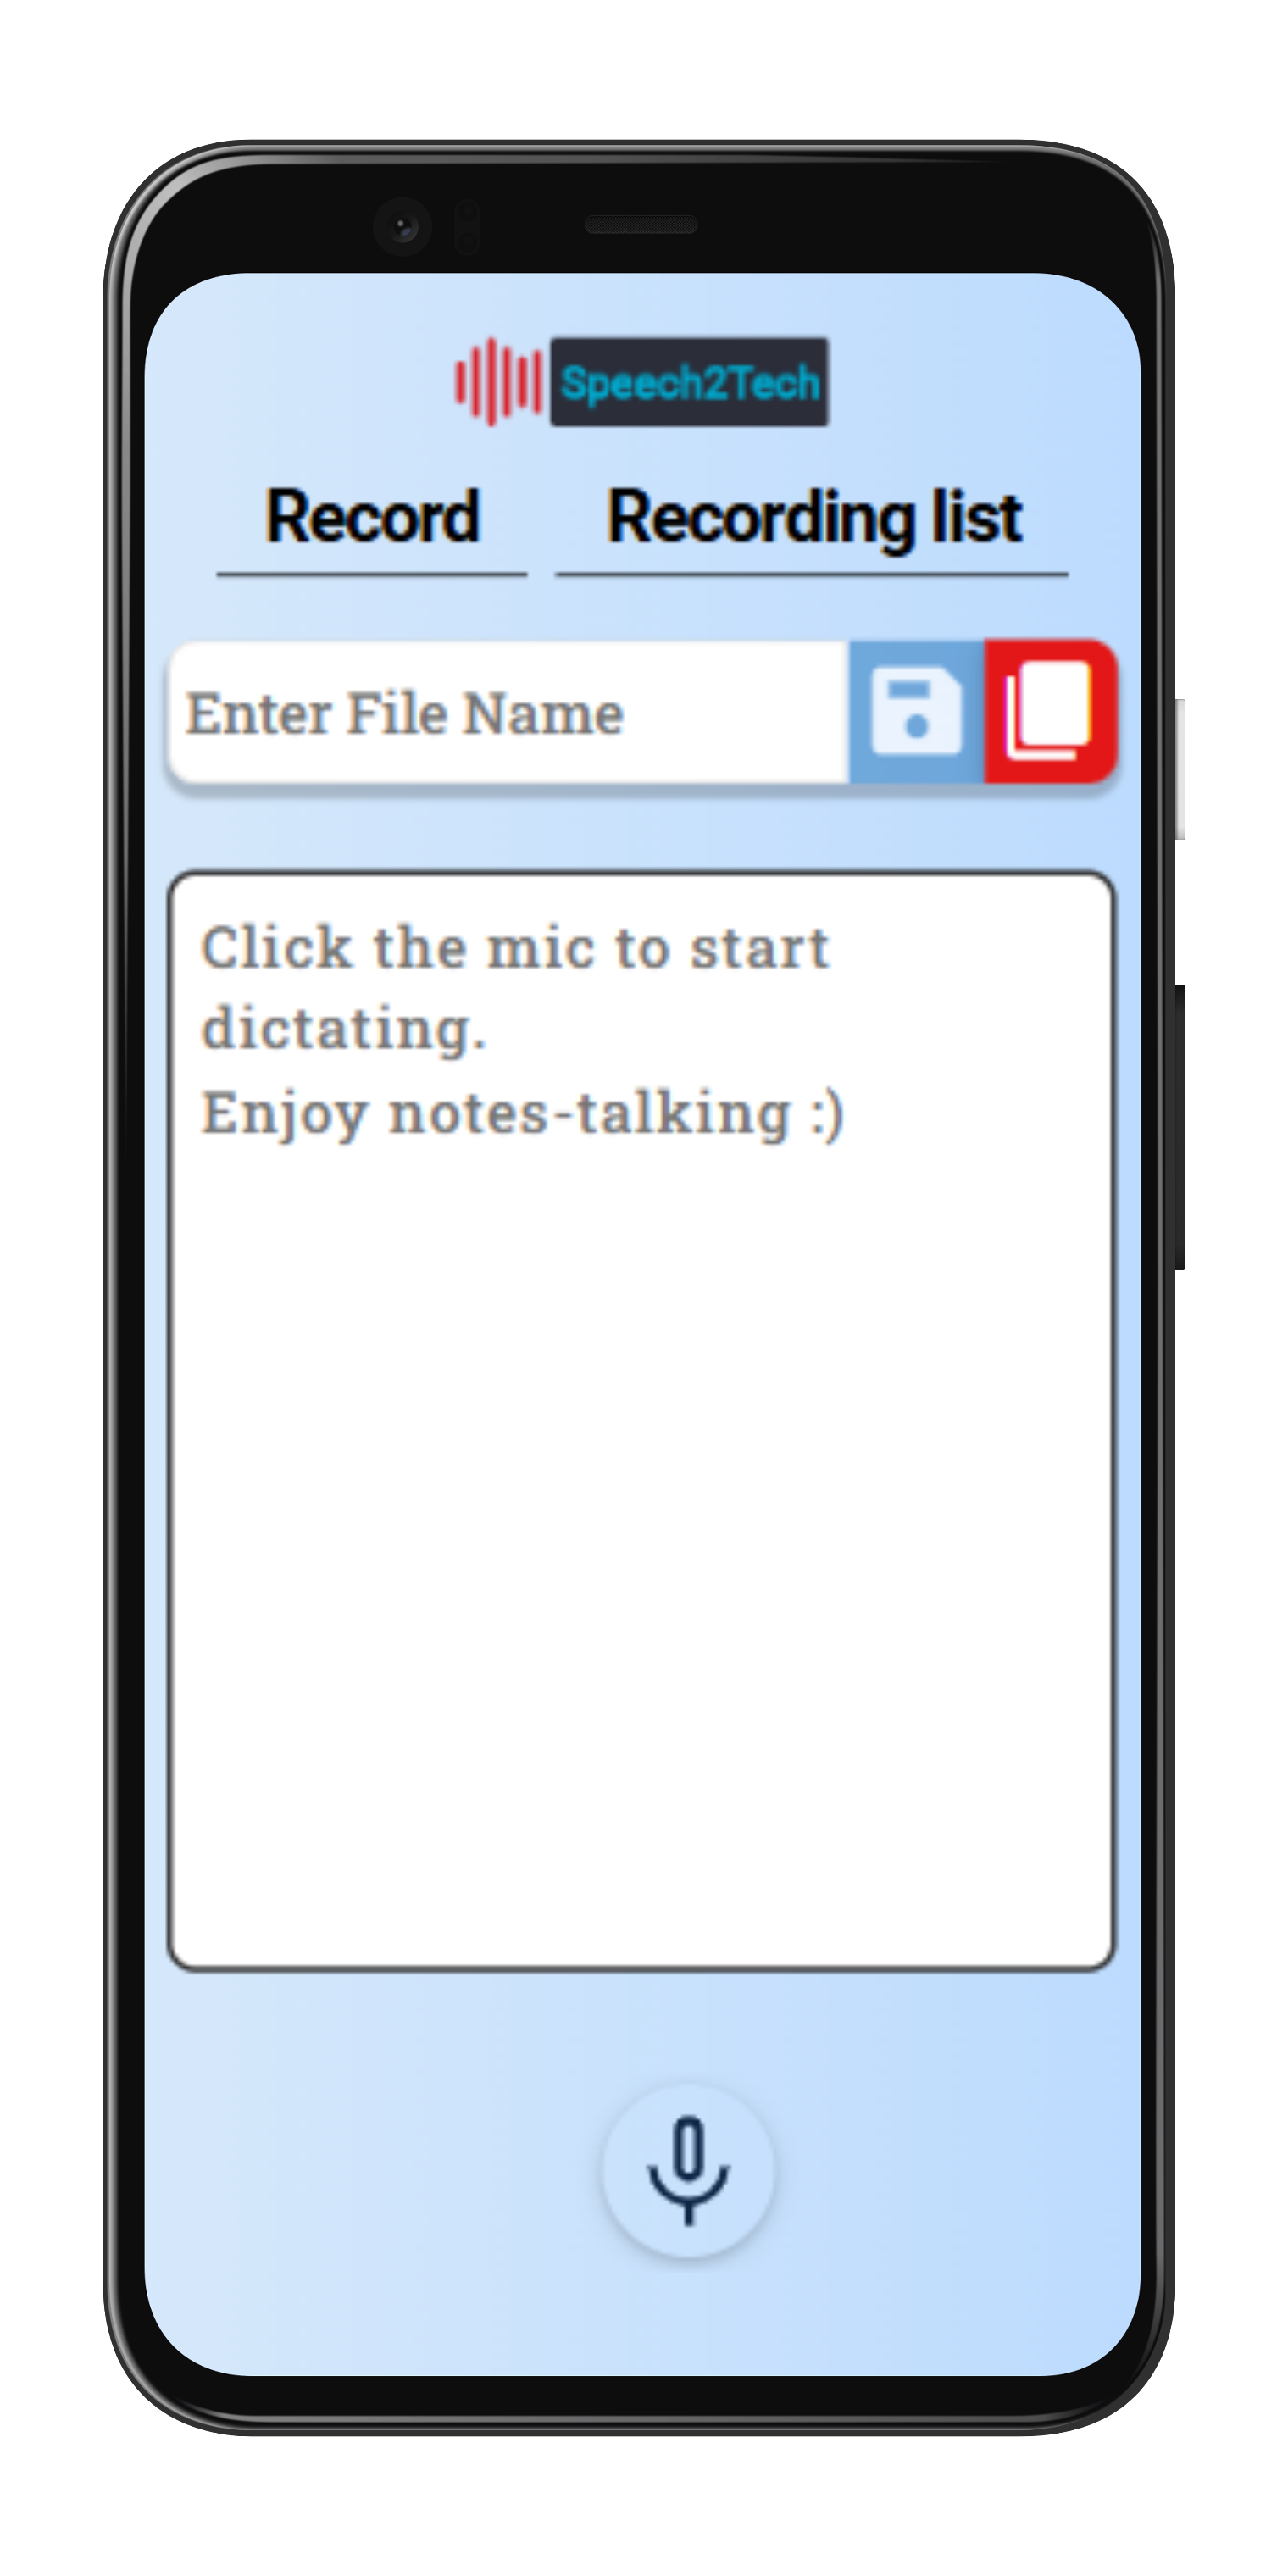 Speech2Tech
Record Recording list
Enter File Name
Click the mic to start
dictating.
Enjoy notes-talking :)